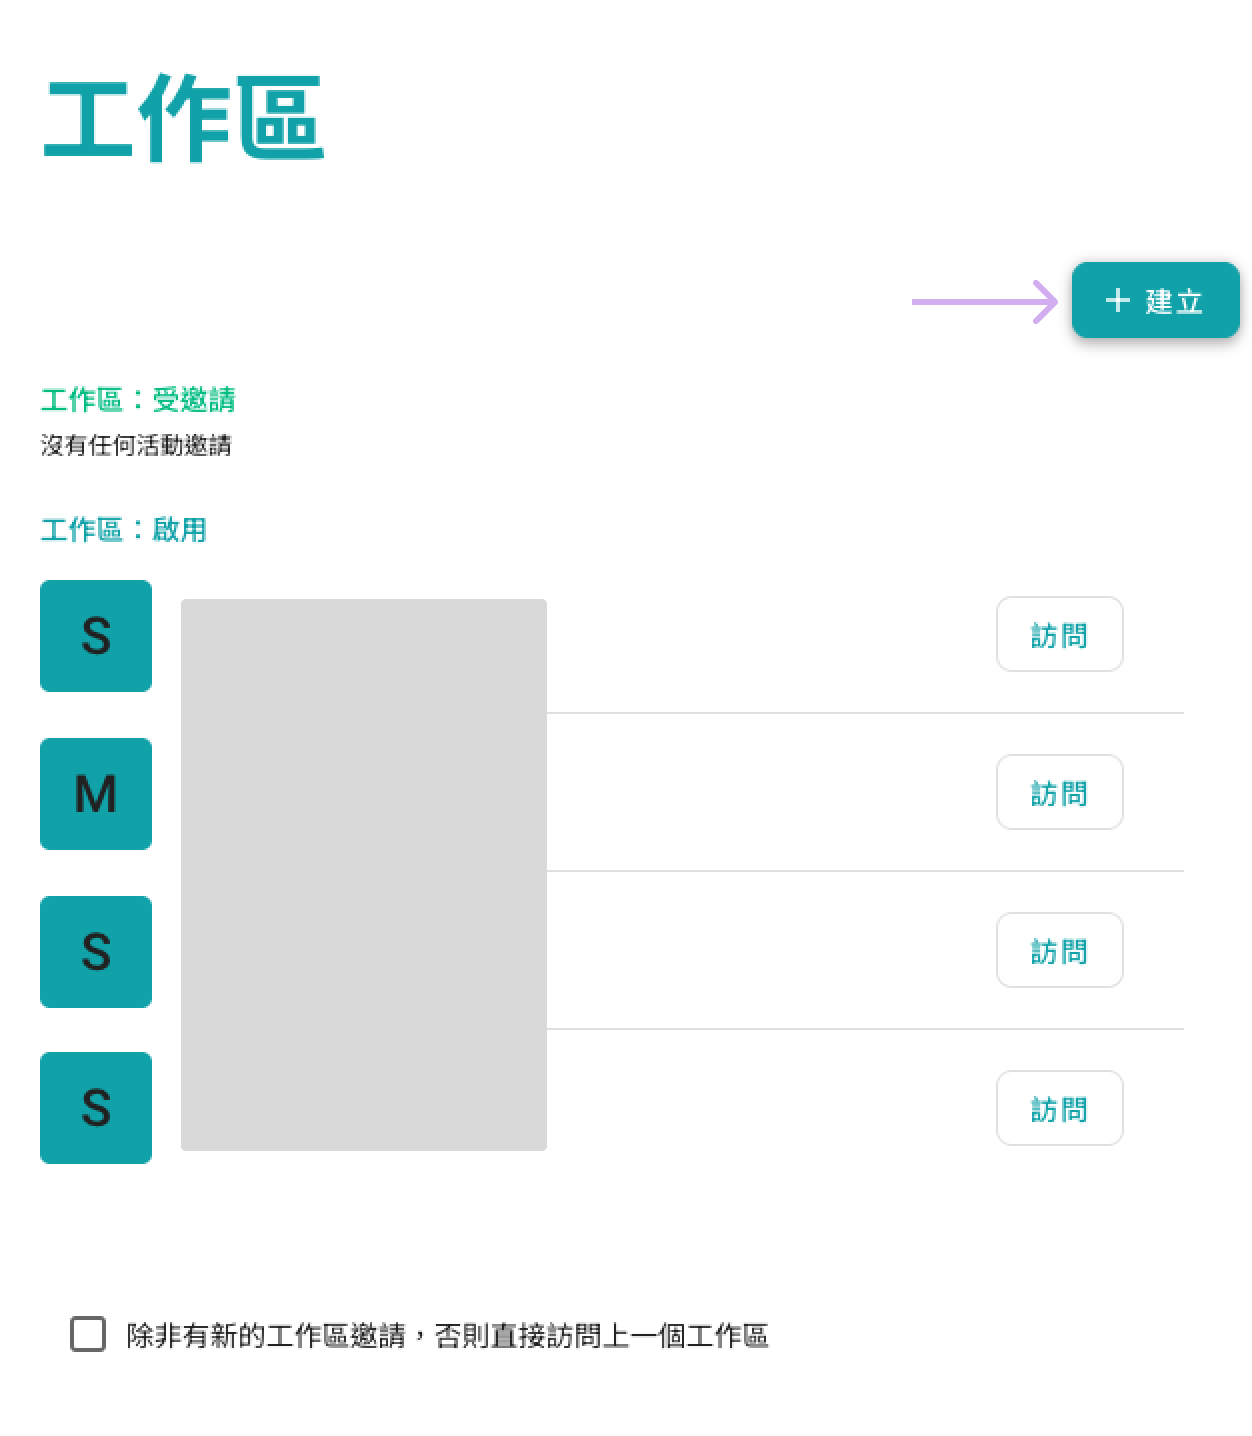 工作區
+ 建立
工作區：受邀請
沒有任何活動邀請
工作區：啟用
S
訪問
M
訪問
S
訪問
S
訪問
除非有新的工作區邀請，否則直接訪問上一個工作區